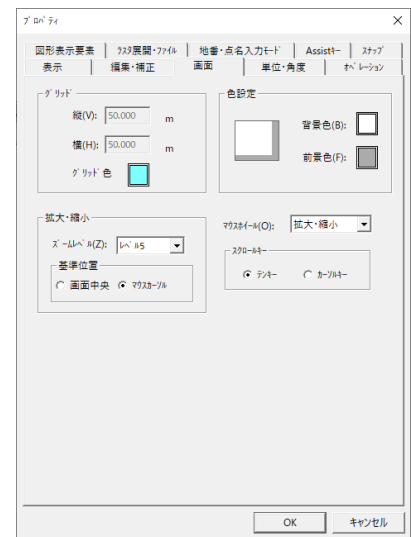 ﾌﾟﾛﾊﾟﾃｨ
図形表示要素 ﾗｽﾀ展開・ﾌｧｲﾙ 地番・点名入力ﾓｰﾄﾞ Assistｷｰ ｽﾅｯﾌﾟ
表示 編集・補正 画面 単位・角度 ｵﾍﾟﾚｰｼｮﾝ
ｸﾞﾘｯﾄﾞ
縦(V): 50.000 m
横(H): 50.000 m
ｸﾞﾘｯﾄﾞ色
色設定
背景色(B):
前景色(F):
拡大・縮小
ｽﾞｰﾑﾚﾍﾞﾙ(Z): ﾚﾍﾞﾙ5
基準位置
画面中央 ﾏｳｽｶｰｿﾙ
ﾏｳｽﾎｲｰﾙ(O): 拡大・縮小
ｽｸﾛｰﾙｷｰ
ﾃﾝｷｰ ｶｰｿﾙｷｰ
OK キャンセル